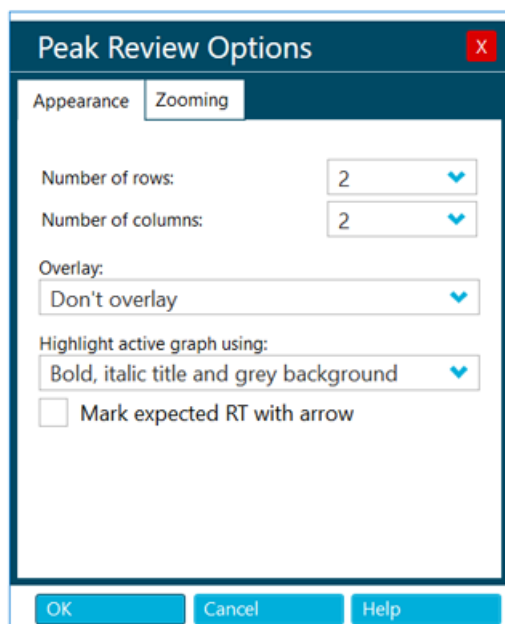 Peak Review Options X
Appearance Zooming
Number of rows: 2
Number of columns: 2
Overlay:
Don't overlay
Highlight active graph using:
Bold, italic title and grey background
Mark expected RT with arrow
OK Cancel Help